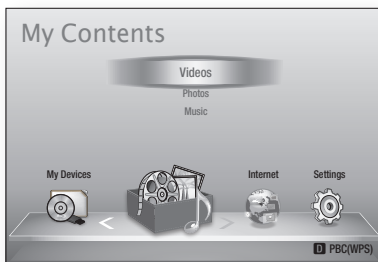 My Contents
Videos
Photos
Music
My Devices
Internet
Settings
D PBC(WPS)